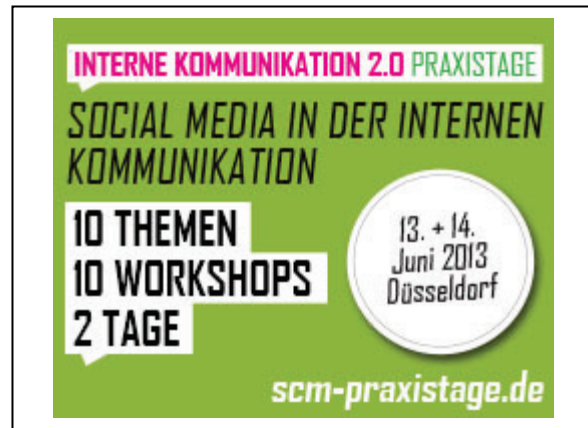 INTERNE KOMMUNIKATION 2.0 PRAXISTAGE
SOCIAL MEDIA IN DER INTERNEN
KOMMUNIKATION
10 THEMEN
10 WORKSHOPS
2 TAGE
13. + 14.
Juni 2013
Düsseldorf
scm-praxistage.de